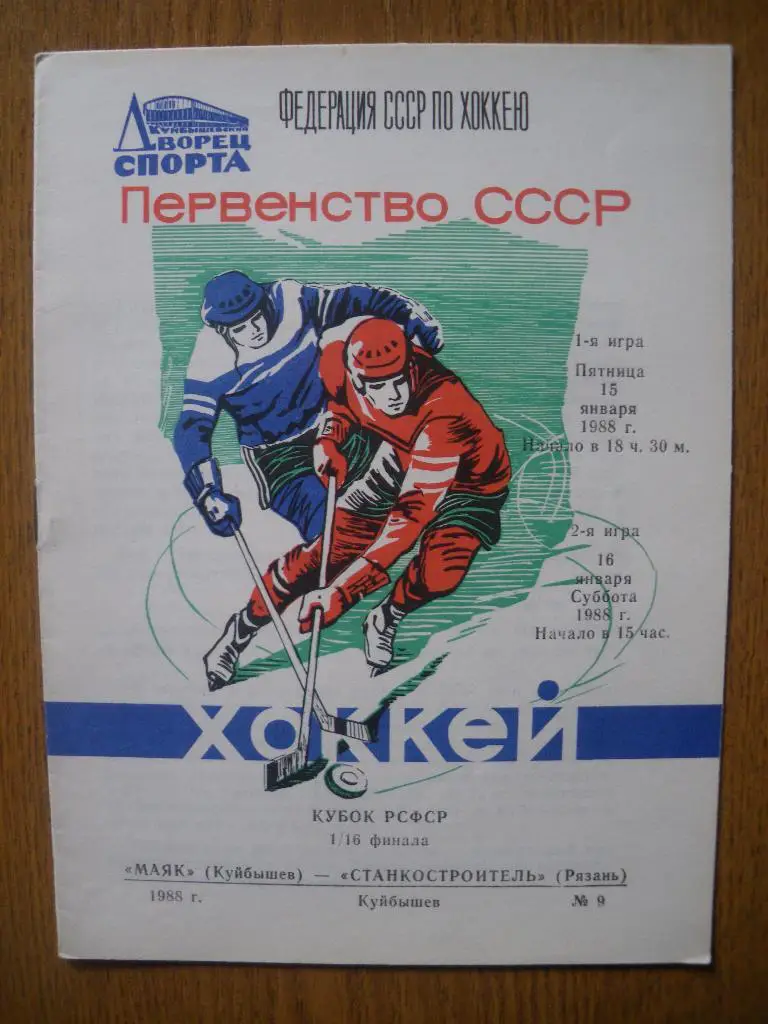 КУЙБЫШЕВСКИЙ
ДВОРЕЦ
СПОРТА
ФЕДЕРАЦИЯ СССР ПО ХОККЕЮ
Первенство СССР
1-я игра
Пятница
15
января
1988 г.
Начало в 18 ч. 30 м.
2-я игра
16
января
Суббота
1988 г.
Начало в 15 час.
хоккей
КУБОК РСФСР
1/16 финала
«МАЯК» (Куйбышев) — «СТАНКОСТРОИТЕЛЬ» (Рязань)
1988 г. Куйбышев № 9